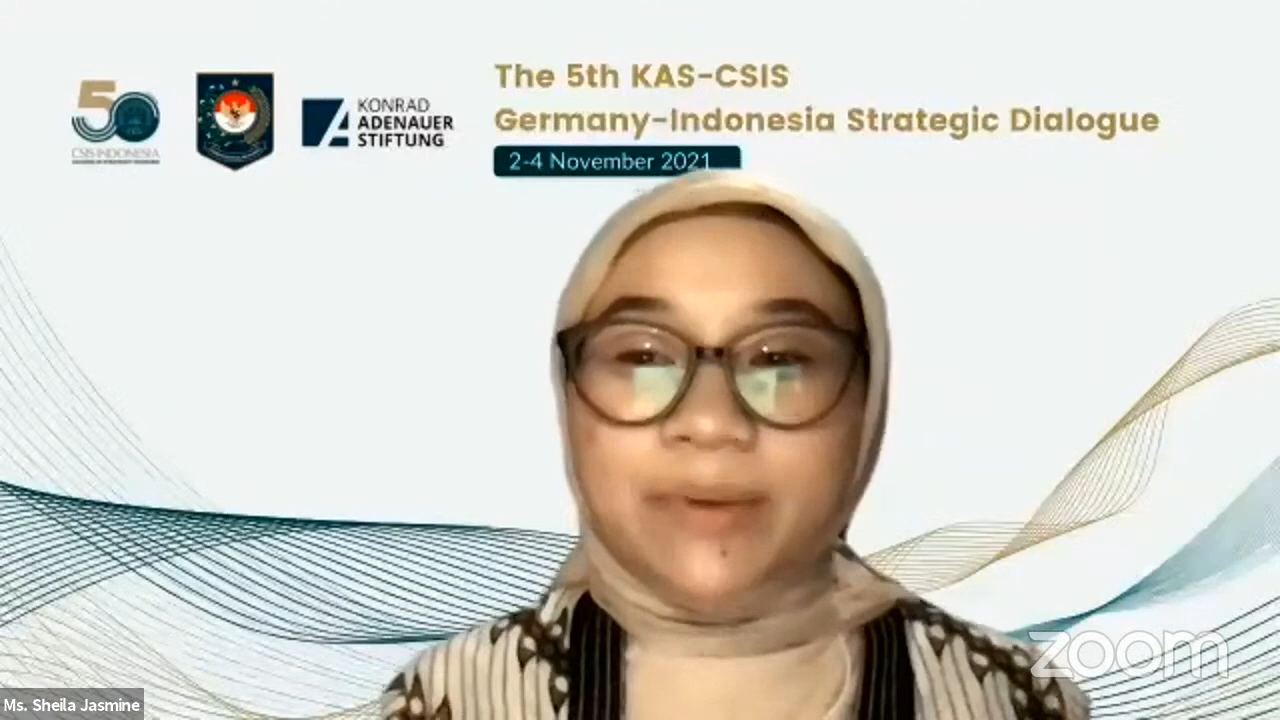 The 5th KAS-CSIS
Germany-Indonesia Strategic Dialogue
2-4 November 2021
50
CSIS INDONESIA
KONRAD
ADENAUER
STIFTUNG
zoom
Ms. Sheila Jasmine